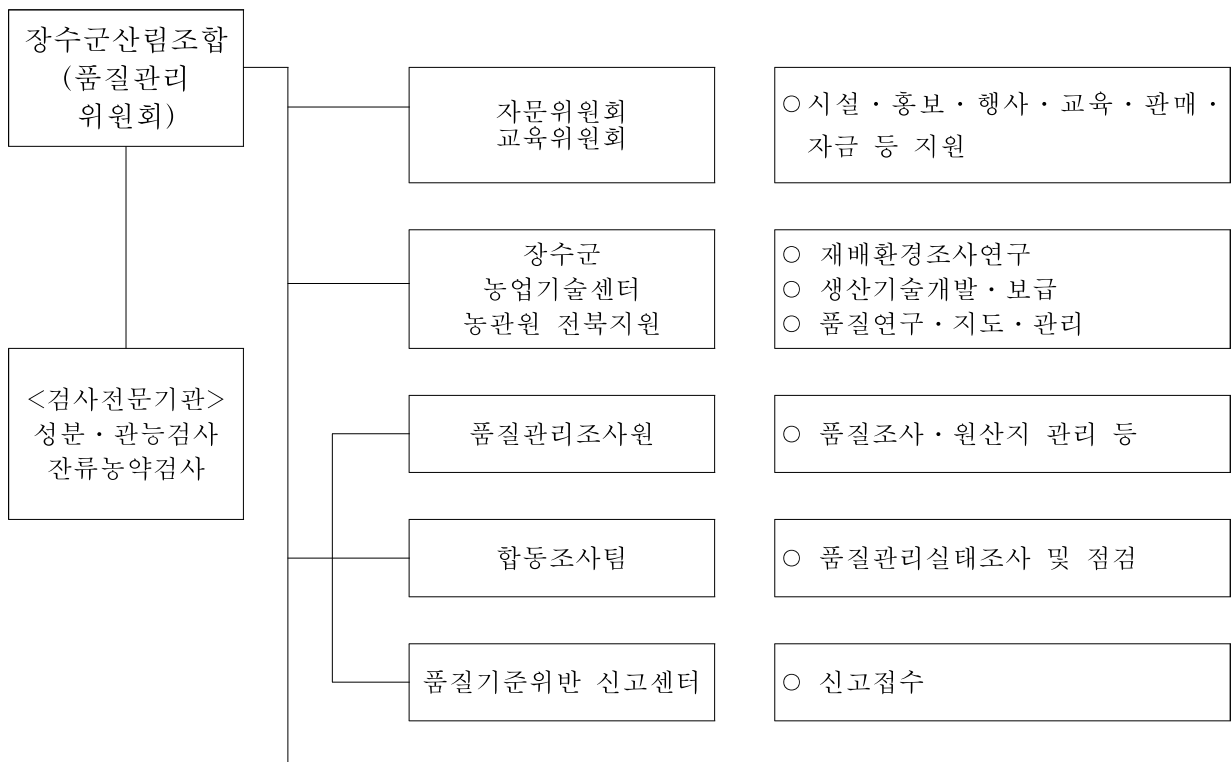 장수군산림조합
(품질관리
위원회)
자문위원회
교육위원회
○ 시설·홍보·행사·교육·판매·
자금 등 지원
장수군
농업기술센터
농관원 전북지원
○ 재배환경조사연구
○ 생산기술개발·보급
○ 품질연구·지도·관리
<검사전문기관>
성분·관능검사
잔류농약검사
품질관리조사원
○ 품질조사·원산지 관리 등
합동조사팀
○ 품질관리실태조사 및 점검
품질기준위반 신고센터
○ 신고접수